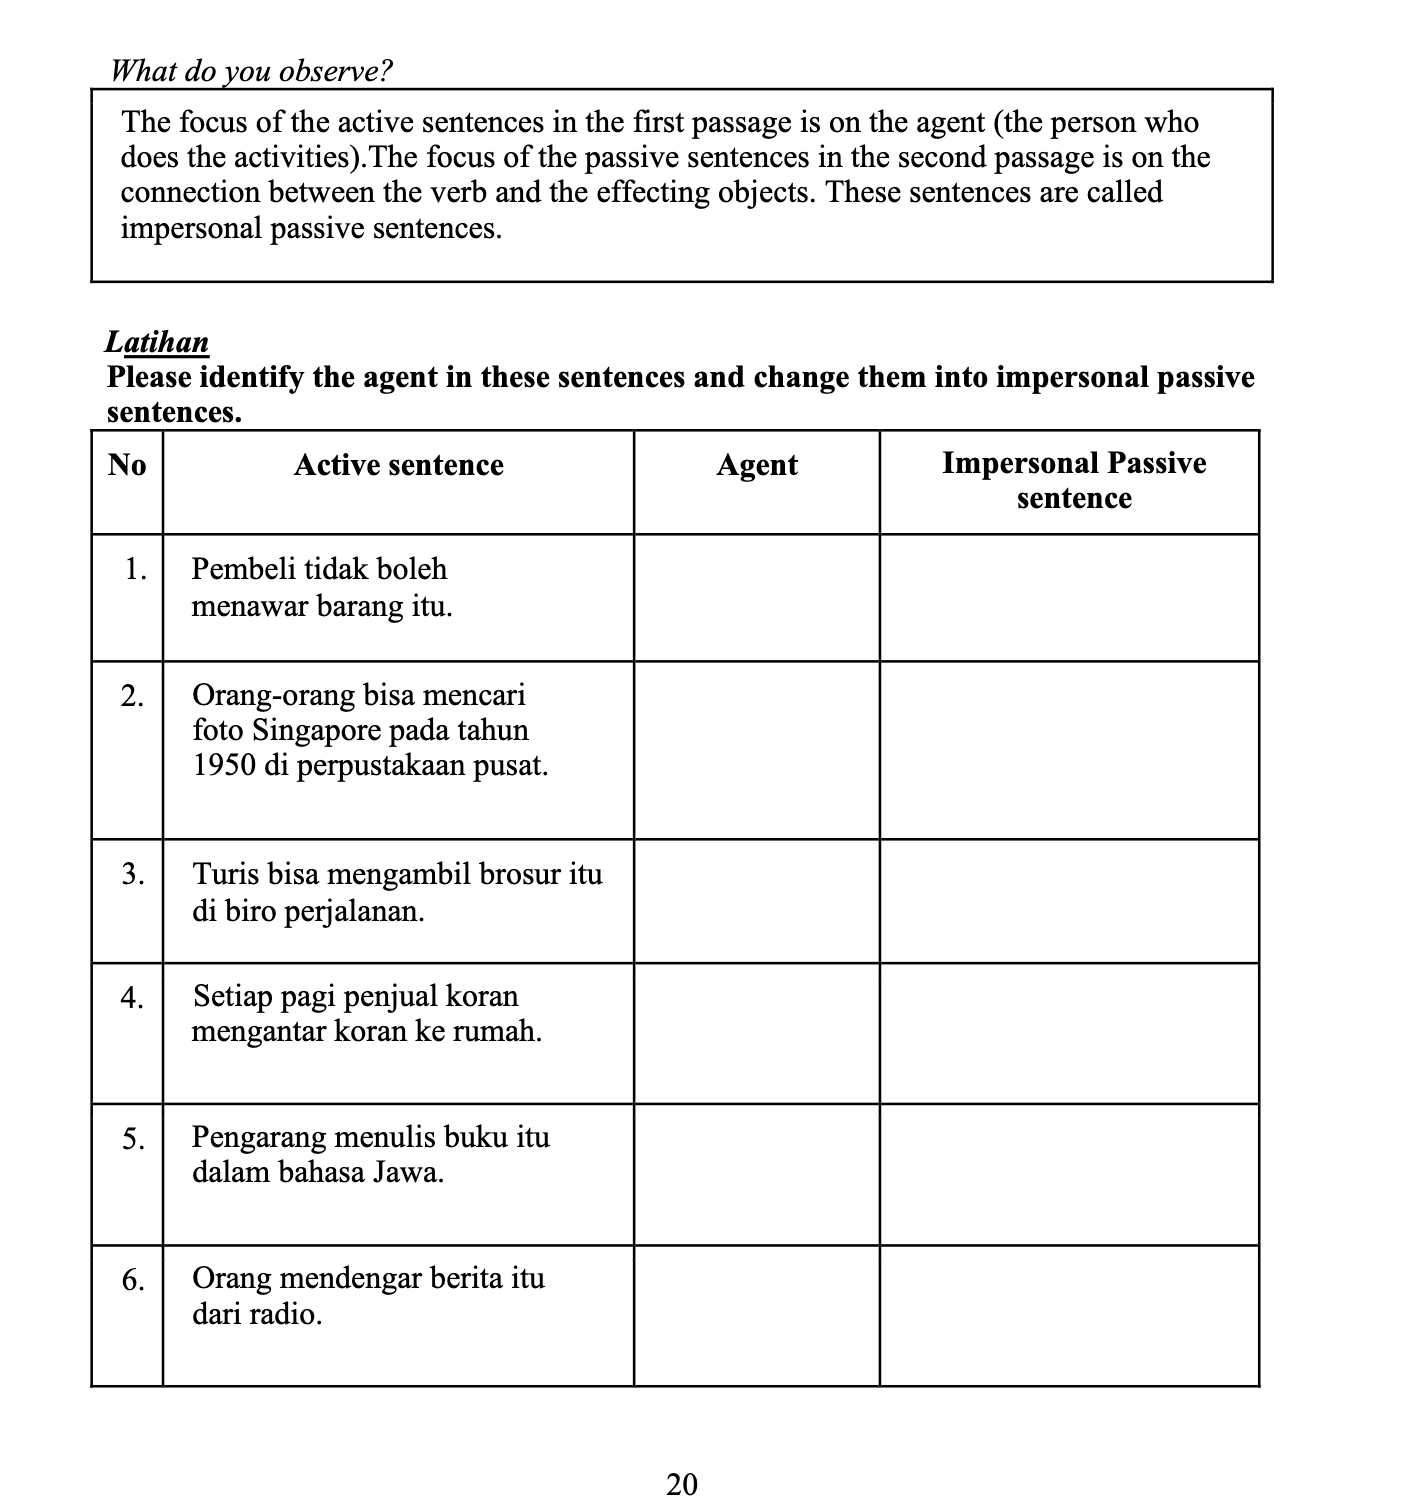 What do you observe?
The focus of the active sentences in the first passage is on the agent (the person who
does the activities).The focus of the passive sentences in the second passage is on the
connection between the verb and the effecting objects. These sentences are called
impersonal passive sentences.
Latihan
Please identify the agent in these sentences and change them into impersonal passive
sentences.
No
Active sentence
Agent
Impersonal Passive
sentence
1.
Pembeli tidak boleh
menawar barang itu.
2.
Orang-orang bisa mencari
foto Singapore pada tahun
1950 di perpustakaan pusat.
3.
Turis bisa mengambil brosur itu
di biro perjalanan.
4.
Setiap pagi penjual koran
mengantar koran ke rumah.
5.
Pengarang menulis buku itu
dalam bahasa Jawa.
6.
Orang mendengar berita itu
dari radio.
20